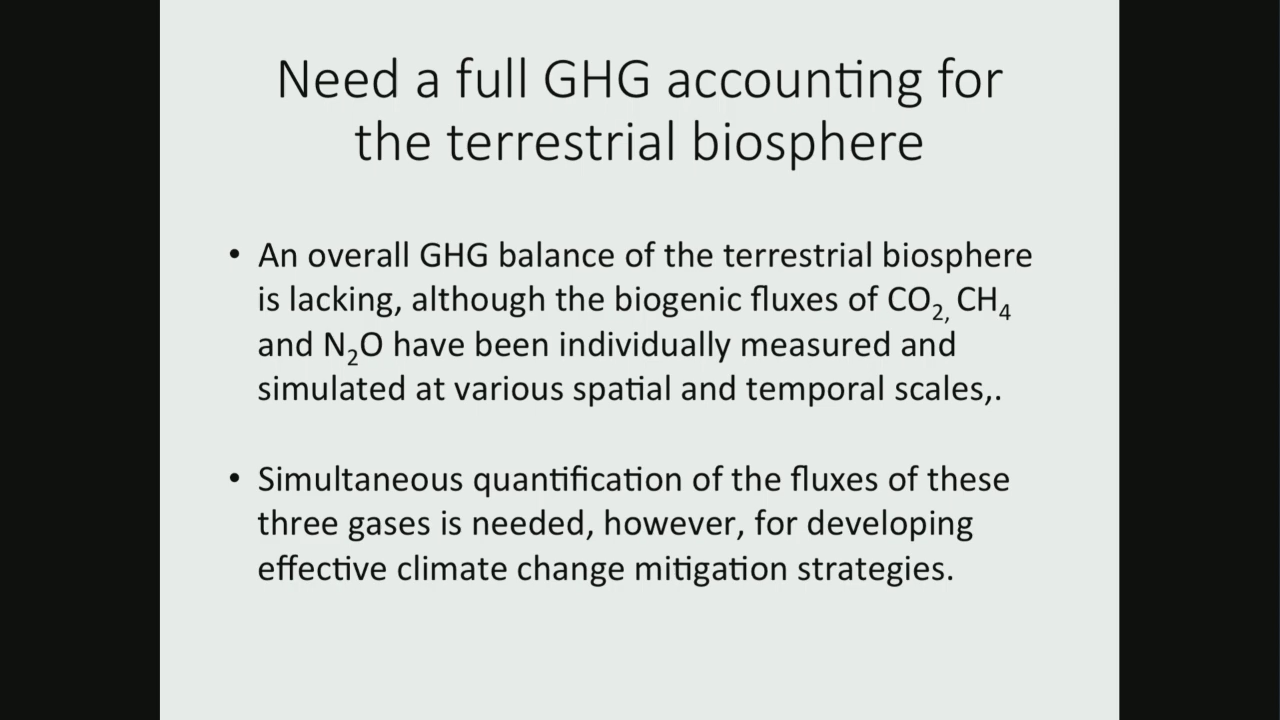 Need a full GHG accounting for
the terrestrial biosphere
• An overall GHG balance of the terrestrial biosphere
is lacking, although the biogenic fluxes of CO₂, CH₄
and N₂O have been individually measured and
simulated at various spatial and temporal scales,.
• Simultaneous quantification of the fluxes of these
three gases is needed, however, for developing
effective climate change mitigation strategies.